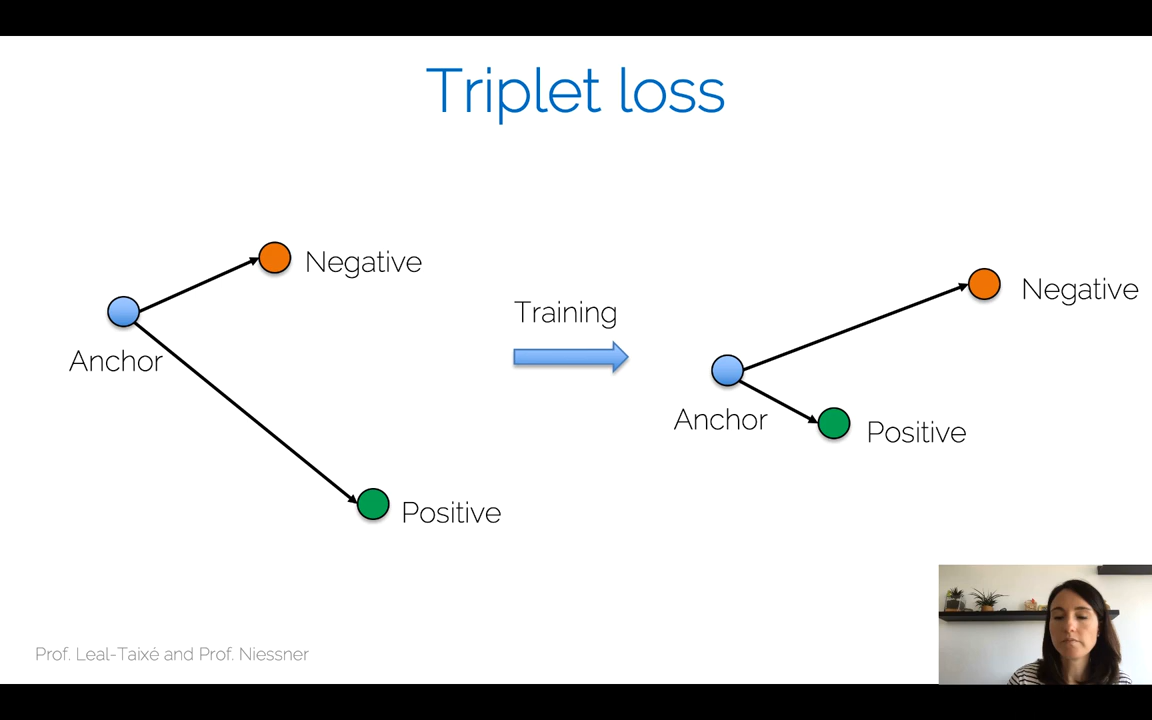 Triplet loss
Negative
Anchor
Positive
Training
Negative
Anchor
Positive
Prof. Leal-Taixé and Prof. Niessner